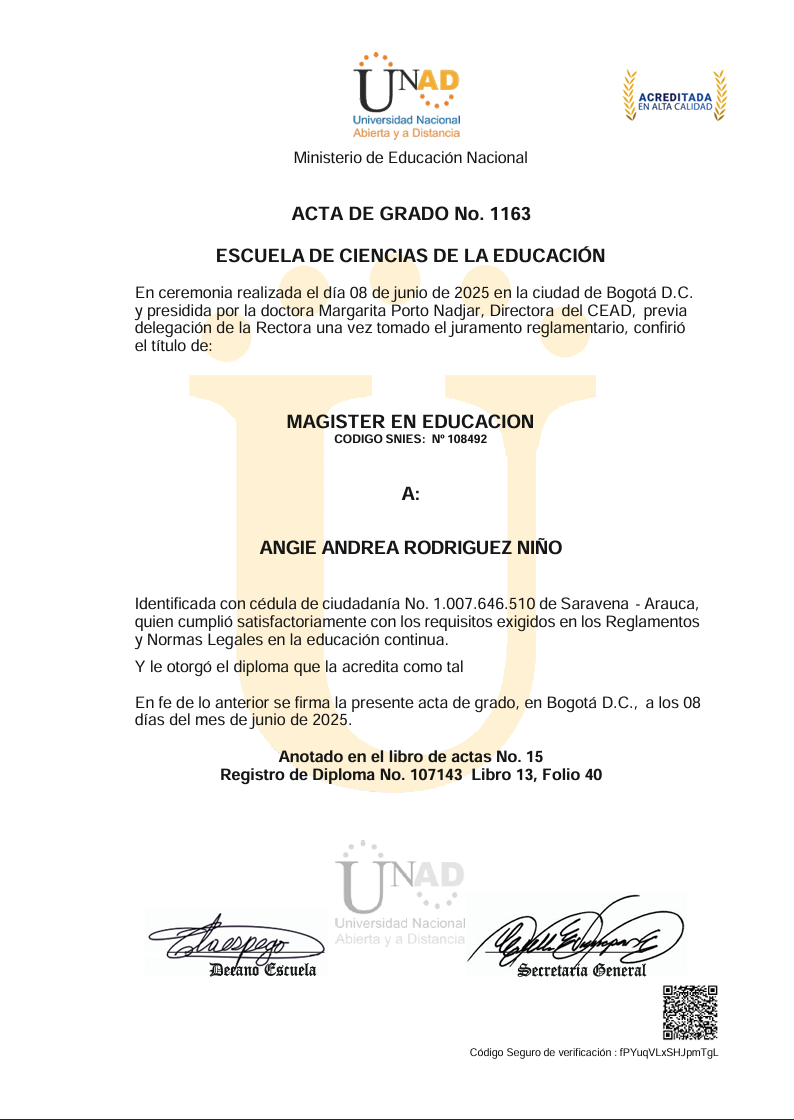 UNAD
Universidad Nacional
Abierta y a Distancia
ACREDITADA
EN ALTA CALIDAD
Ministerio de Educación Nacional
ACTA DE GRADO No. 1163
ESCUELA DE CIENCIAS DE LA EDUCACIÓN
En ceremonia realizada el día 08 de junio de 2025 en la ciudad de Bogotá D.C.
y presidida por la doctora Margarita Porto Nadjar, Directora del CEAD, previa
delegación de la Rectora una vez tomado el juramento reglamentario, confirió
el título de:
MAGISTER EN EDUCACION
CODIGO SNIES: Nº 108492
A:
ANGIE ANDREA RODRIGUEZ NIÑO
Identificada con cédula de ciudadanía No. 1.007.646.510 de Saravena - Arauca,
quien cumplió satisfactoriamente con los requisitos exigidos en los Reglamentos
y Normas Legales en la educación continua.
Y le otorgó el diploma que la acredita como tal
En fe de lo anterior se firma la presente acta de grado, en Bogotá D.C., a los 08
días del mes de junio de 2025.
Anotado en el libro de actas No. 15
Registro de Diploma No. 107143 Libro 13, Folio 40
UNAD
Universidad Nacional
Abierta y a Distancia
Decano Escuela
Secretaria General
Código Seguro de verificación : fPYuqVLxSHJpmTgL